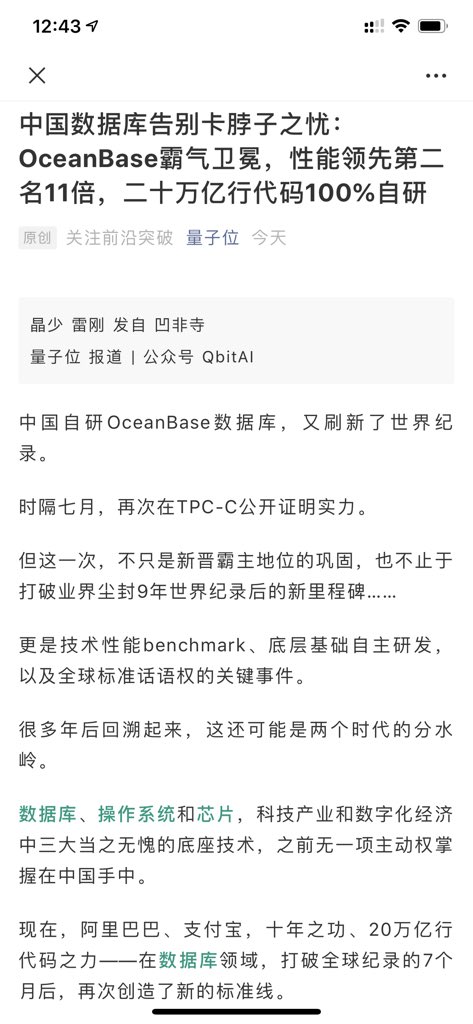 12:43
中国数据库告别卡脖子之忧：
OceanBase霸气卫冕，性能领先第二
名11倍，二十万亿行代码100%自研
原创 关注前沿突破 量子位 今天
晶少 雷刚 发自 凹非寺
量子位 报道 | 公众号 QbitAI
中国自研OceanBase数据库，又刷新了世界纪
录。
时隔七月，再次在TPC-C公开证明实力。
但这一次，不只是新晋霸主地位的巩固，也不止于
打破业界尘封9年世界纪录后的新里程碑……
更是技术性能benchmark、底层基础自主研发，
以及全球标准话语权的关键事件。
很多年后回溯起来，这还可能是两个时代的分水
岭。
数据库、操作系统和芯片，科技产业和数字化经济
中三大当之无愧的底座技术，之前无一项主动权掌
握在中国手中。
现在，阿里巴巴、支付宝，十年之功、20万亿行
代码之力——在数据库领域，打破全球纪录的7个
月后，再次创造了新的标准线。